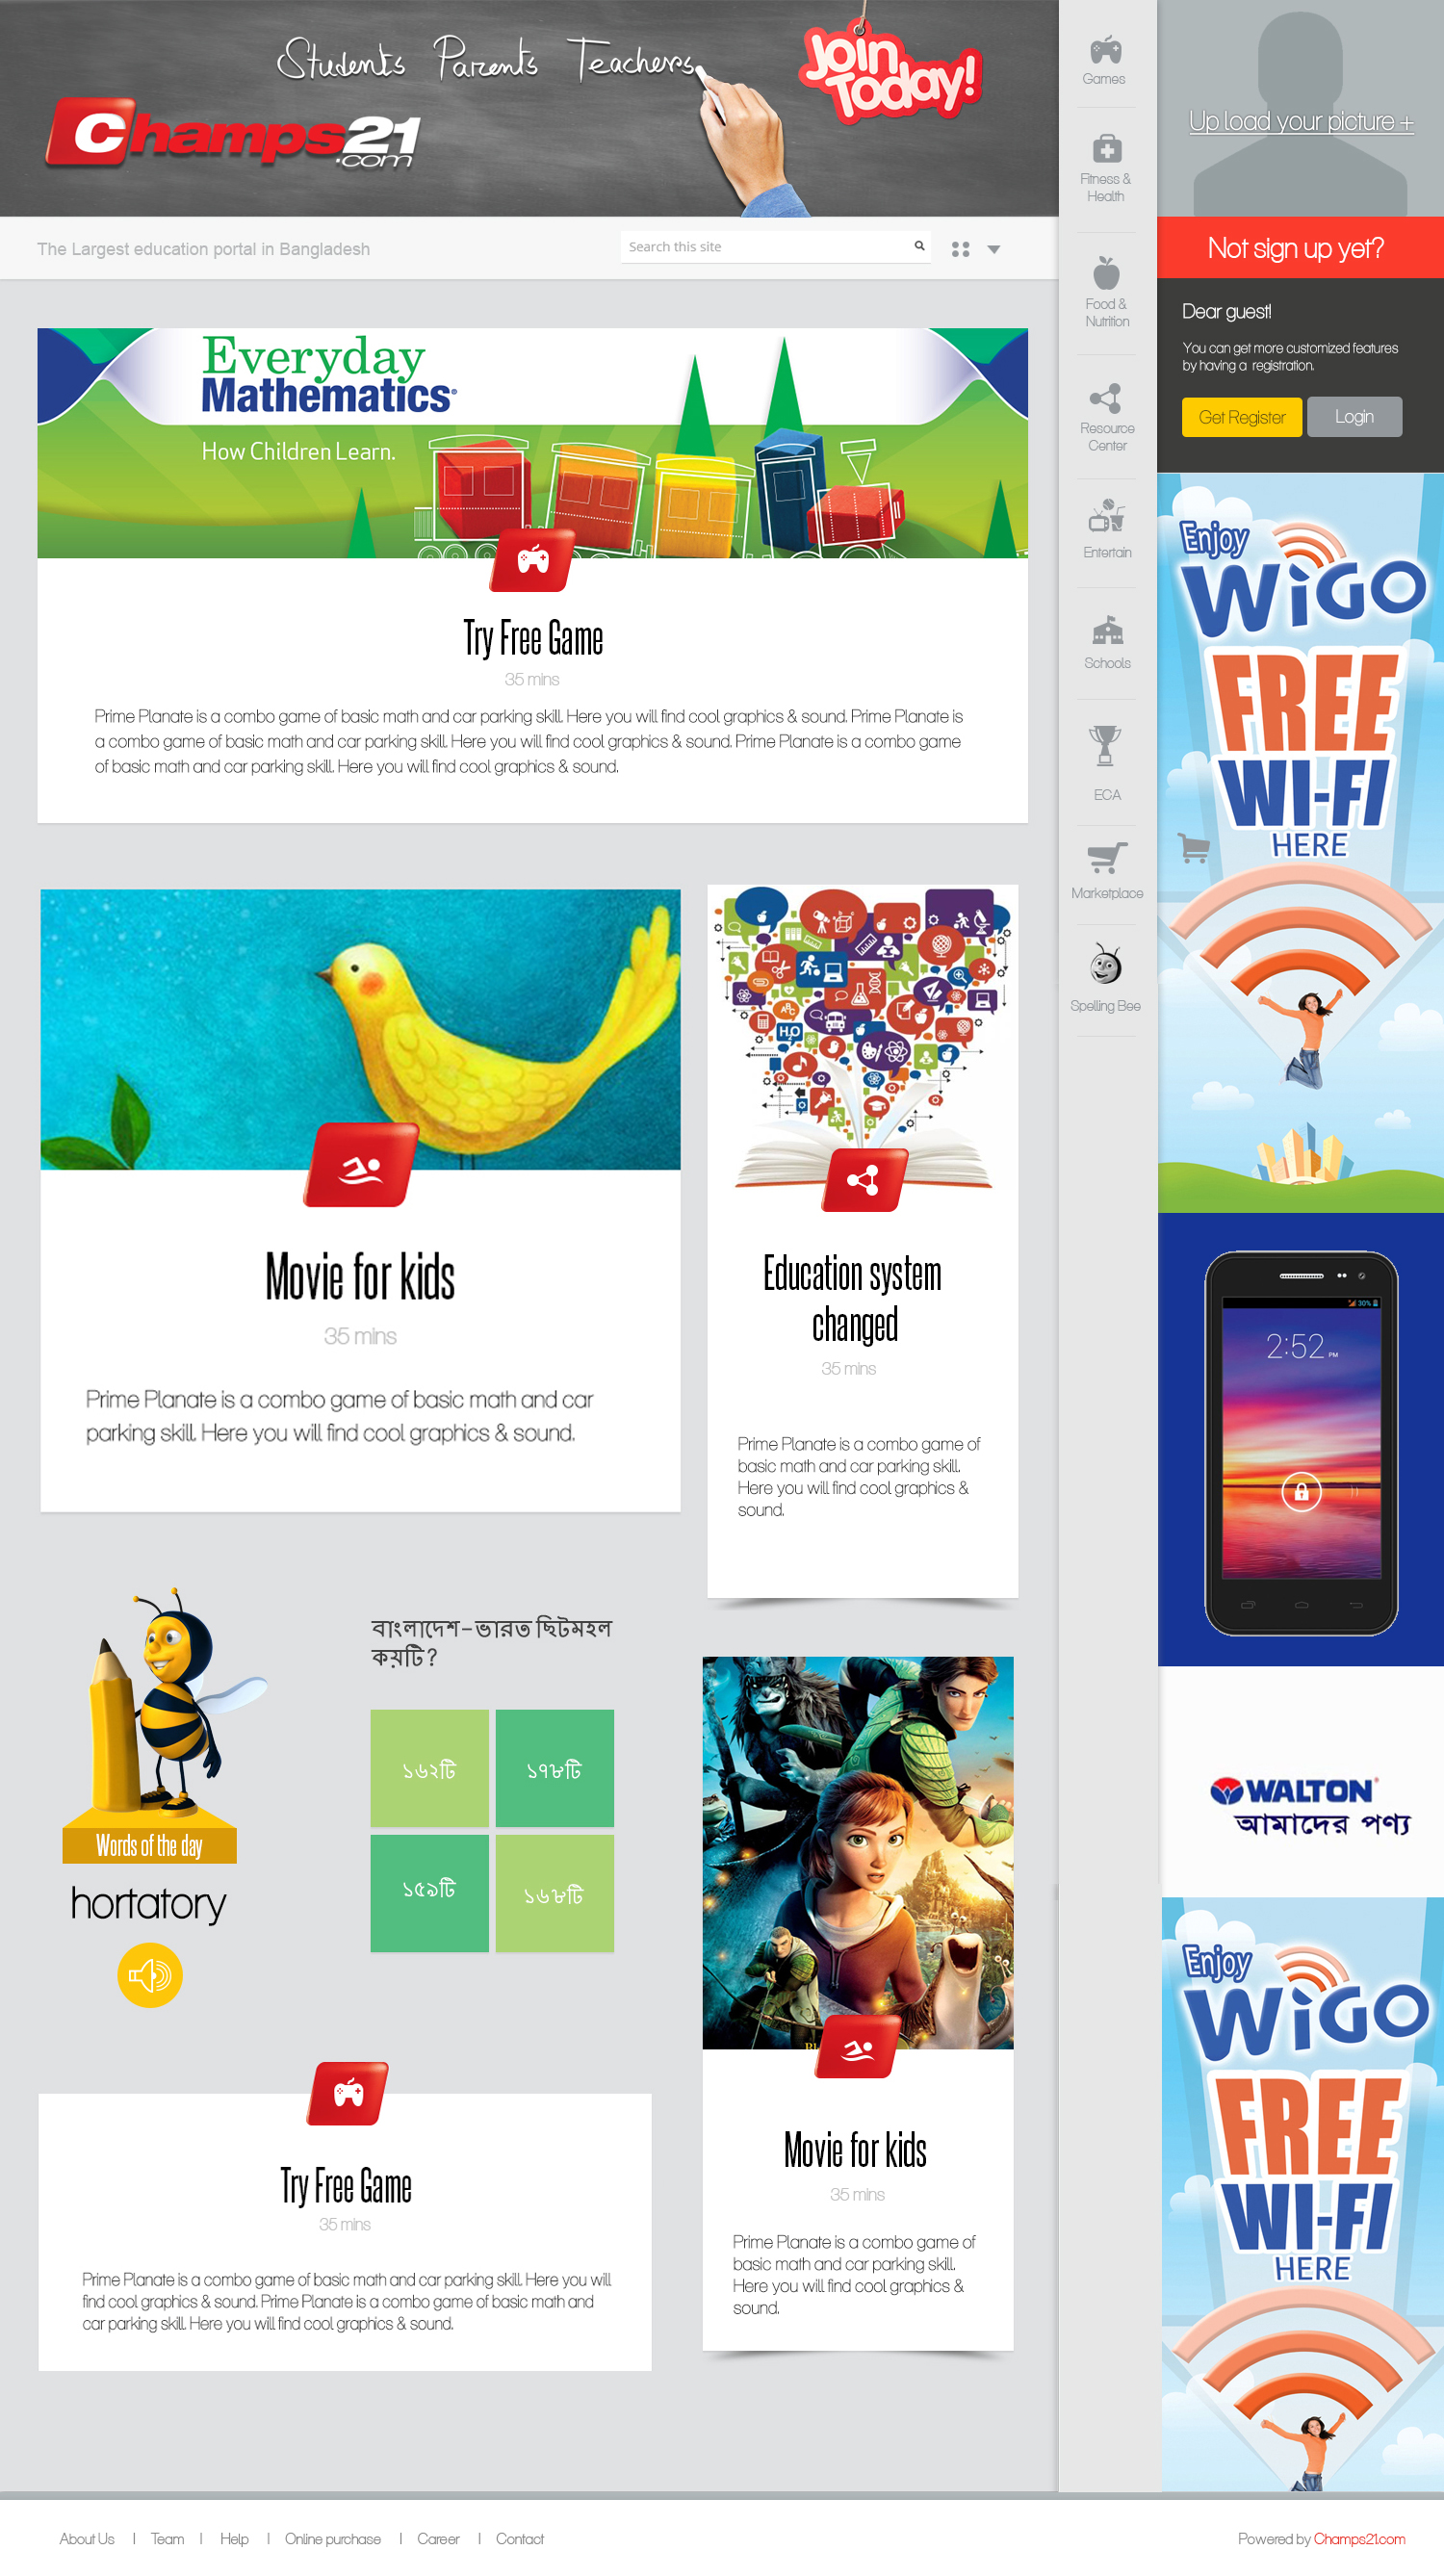 Students Parents Teachers
Join
Today!
Champs21
.com
The Largest education portal in Bangladesh
Search this site
Everyday
Mathematics®
How Children Learn.
Try Free Game
35 mins
Prime Planate is a combo game of basic math and car parking skill. Here you will find cool graphics & sound. Prime Planate is
a combo game of basic math and car parking skill. Here you will find cool graphics & sound. Prime Planate is a combo game
of basic math and car parking skill. Here you will find cool graphics & sound.
Movie for kids
35 mins
Prime Planate is a combo game of basic math and car
parking skill. Here you will find cool graphics & sound.
H₂O
Education system
changed
35 mins
Prime Planate is a combo game of
basic math and car parking skill.
Here you will find cool graphics &
sound.
Words of the day
hortatory
বাংলাদেশ–ভারত ছিটমহল
কয়টি?
১৬২টি
১৭৮টি
১৫৯টি
১৬৮টি
Movie for kids
35 mins
Prime Planate is a combo game of
basic math and car parking skill.
Here you will find cool graphics &
sound.
Try Free Game
35 mins
Prime Planate is a combo game of basic math and car parking skill. Here you will
find cool graphics & sound. Prime Planate is a combo game of basic math and
car parking skill. Here you will find cool graphics & sound.
Games
Fitness &
Health
Food &
Nutrition
Resource
Center
Entertain
Schools
ECA
Marketplace
Spelling Bee
Up load your picture +
Not sign up yet?
Dear guest!
You can get more customized features
by having a registration.
Get Register
Login
Enjoy
WiGO
FREE
WI-FI
HERE
30%
2:52 PM
WALTON
আমাদের পণ্য
Enjoy
WiGO
FREE
WI-FI
HERE
About Us | Team | Help | Online purchase | Career | Contact
Powered by Champs21.com